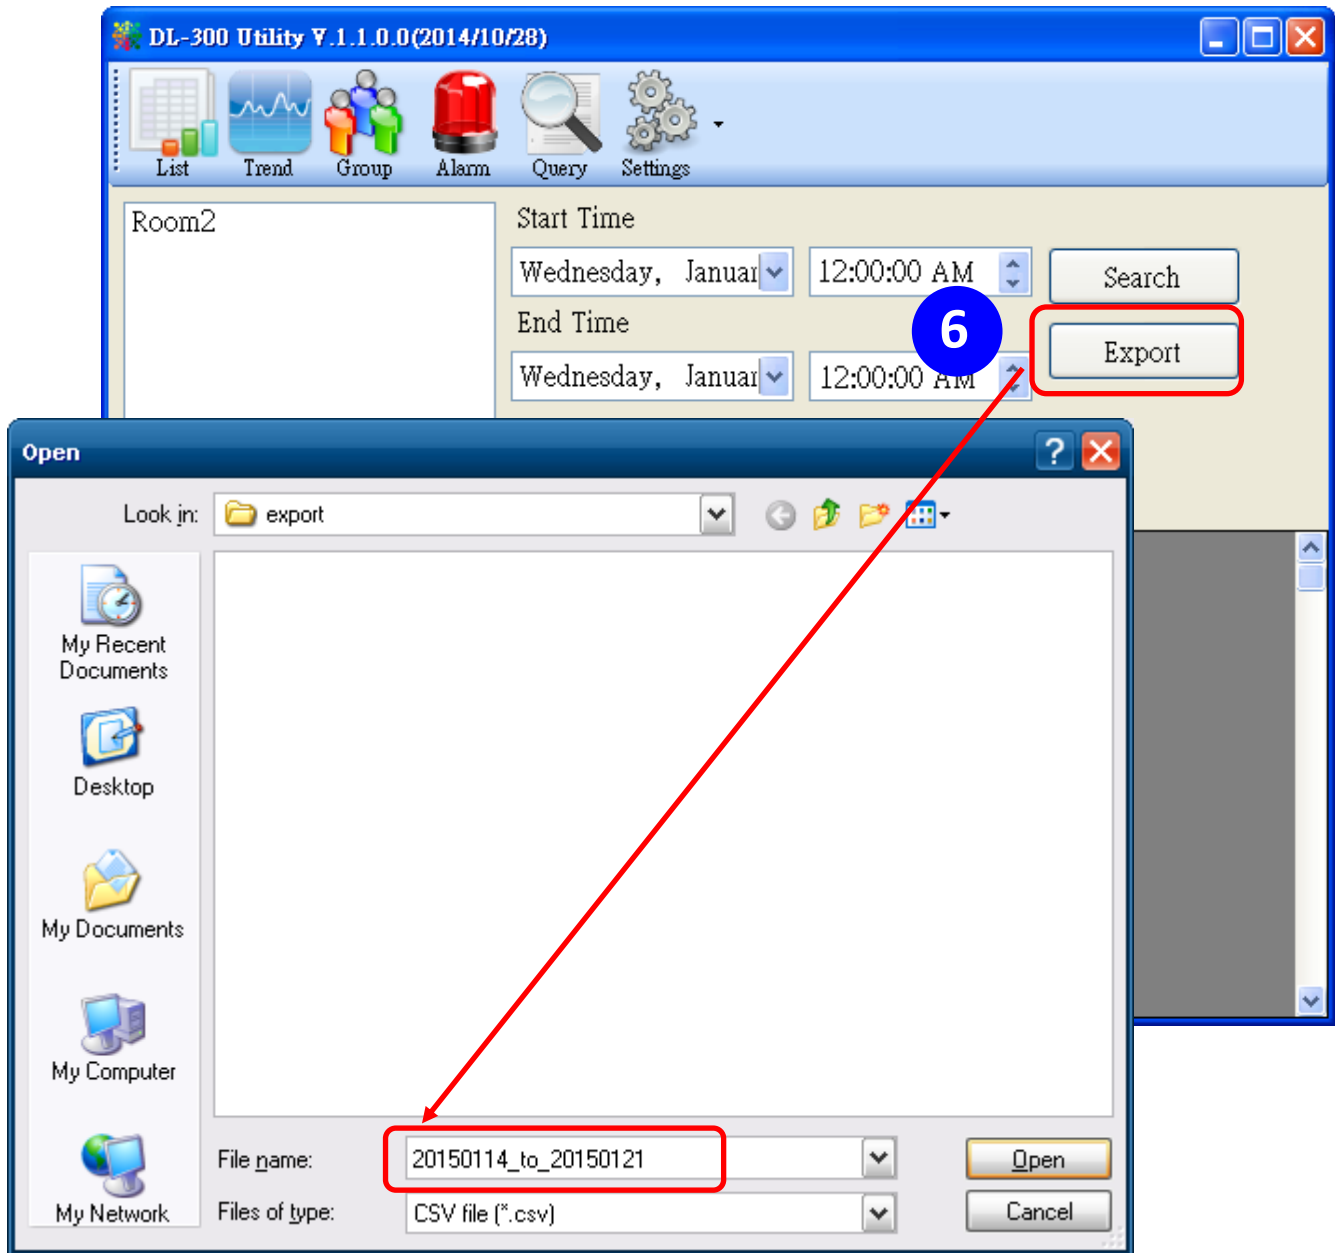 DL-300 Utility V.1.1.0.0(2014/10/28)
List Trend Group Alarm Query Settings
Room2
Start Time
Wednesday, Januar 12:00:00 AM Search
End Time
6
Wednesday, Januar 12:00:00 AM Export
Open
Look in: export
My Recent
Documents
Desktop
My Documents
My Computer
My Network
File name: 20150114_to_20150121 Open
Files of type: CSV file (*.csv) Cancel